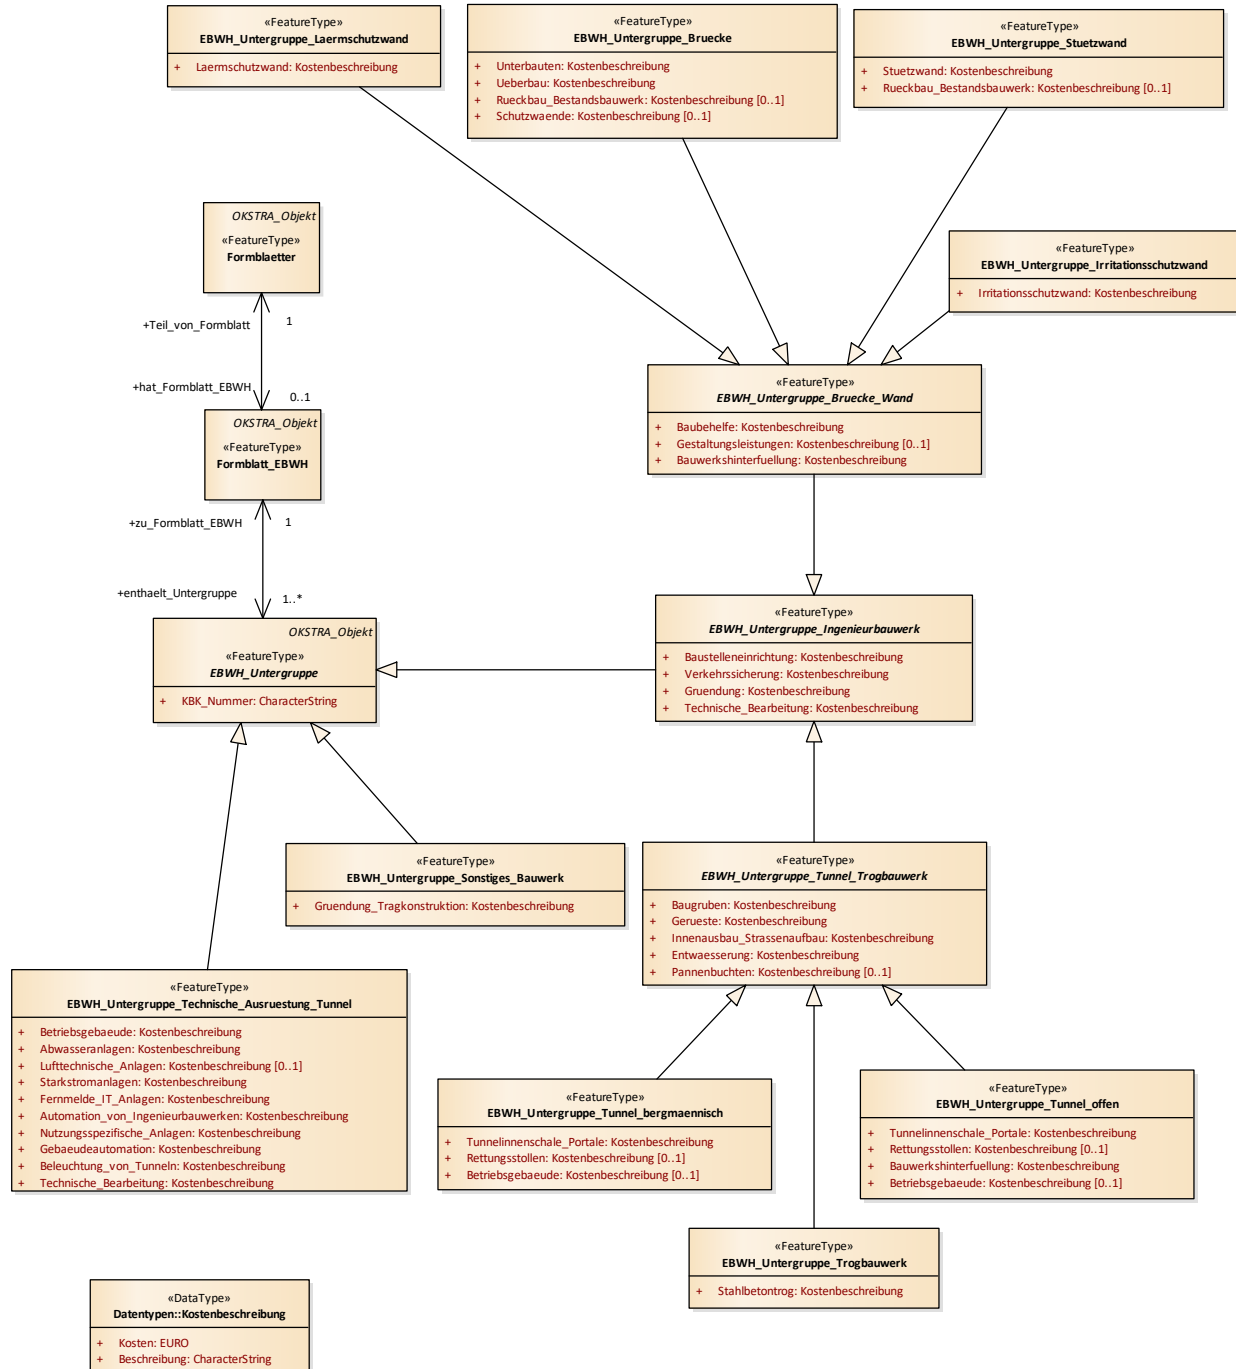 «FeatureType»
EBWH_Untergruppe_Laermschutzwand
+ Laermschutzwand: Kostenbeschreibung
«FeatureType»
EBWH_Untergruppe_Bruecke
+ Unterbauten: Kostenbeschreibung
+ Ueberbau: Kostenbeschreibung
+ Rueckbau_Bestandsbauwerk: Kostenbeschreibung [0..1]
+ Schutzwaende: Kostenbeschreibung [0..1]
«FeatureType»
EBWH_Untergruppe_Stuetzwand
+ Stuetzwand: Kostenbeschreibung
+ Rueckbau_Bestandsbauwerk: Kostenbeschreibung [0..1]
OKSTRA_Objekt
«FeatureType»
Formblaetter
«FeatureType»
EBWH_Untergruppe_Irritationsschutzwand
+ Irritationsschutzwand: Kostenbeschreibung
+Teil_von_Formblatt
1
+hat_Formblatt_EBWH
0..1
OKSTRA_Objekt
«FeatureType»
Formblatt_EBWH
«FeatureType»
EBWH_Untergruppe_Bruecke_Wand
+ Baubehelfe: Kostenbeschreibung
+ Gestaltungsleistungen: Kostenbeschreibung [0..1]
+ Bauwerkshinterfuellung: Kostenbeschreibung
+zu_Formblatt_EBWH
1
+enthaelt_Untergruppe
1..*
OKSTRA_Objekt
«FeatureType»
EBWH_Untergruppe
+ KBK_Nummer: CharacterString
«FeatureType»
EBWH_Untergruppe_Ingenieurbauwerk
+ Baustelleneinrichtung: Kostenbeschreibung
+ Verkehrssicherung: Kostenbeschreibung
+ Gruendung: Kostenbeschreibung
+ Technische_Bearbeitung: Kostenbeschreibung
«FeatureType»
EBWH_Untergruppe_Sonstiges_Bauwerk
+ Gruendung_Tragkonstruktion: Kostenbeschreibung
«FeatureType»
EBWH_Untergruppe_Tunnel_Trogbauwerk
+ Baugruben: Kostenbeschreibung
+ Gerueste: Kostenbeschreibung
+ Innenausbau_Strassenaufbau: Kostenbeschreibung
+ Entwaesserung: Kostenbeschreibung
+ Pannenbuchten: Kostenbeschreibung [0..1]
«FeatureType»
EBWH_Untergruppe_Technische_Ausruestung_Tunnel
+ Betriebsgebaeude: Kostenbeschreibung
+ Abwasseranlagen: Kostenbeschreibung
+ Lufttechnische_Anlagen: Kostenbeschreibung [0..1]
+ Starkstromanlagen: Kostenbeschreibung
+ Fernmelde_IT_Anlagen: Kostenbeschreibung
+ Automation_von_Ingenieurbauwerken: Kostenbeschreibung
+ Nutzungsspezifische_Anlagen: Kostenbeschreibung
+ Gebaeudeautomation: Kostenbeschreibung
+ Beleuchtung_von_Tunneln: Kostenbeschreibung
+ Technische_Bearbeitung: Kostenbeschreibung
«FeatureType»
EBWH_Untergruppe_Tunnel_bergmaennisch
+ Tunnelinnenschale_Portale: Kostenbeschreibung
+ Rettungsstollen: Kostenbeschreibung [0..1]
+ Betriebsgebaeude: Kostenbeschreibung [0..1]
«FeatureType»
EBWH_Untergruppe_Tunnel_offen
+ Tunnelinnenschale_Portale: Kostenbeschreibung
+ Rettungsstollen: Kostenbeschreibung [0..1]
+ Bauwerkshinterfuellung: Kostenbeschreibung
+ Betriebsgebaeude: Kostenbeschreibung [0..1]
«FeatureType»
EBWH_Untergruppe_Trogbauwerk
+ Stahlbetontrog: Kostenbeschreibung
«DataType»
Datentypen::Kostenbeschreibung
+ Kosten: EURO
+ Beschreibung: CharacterString